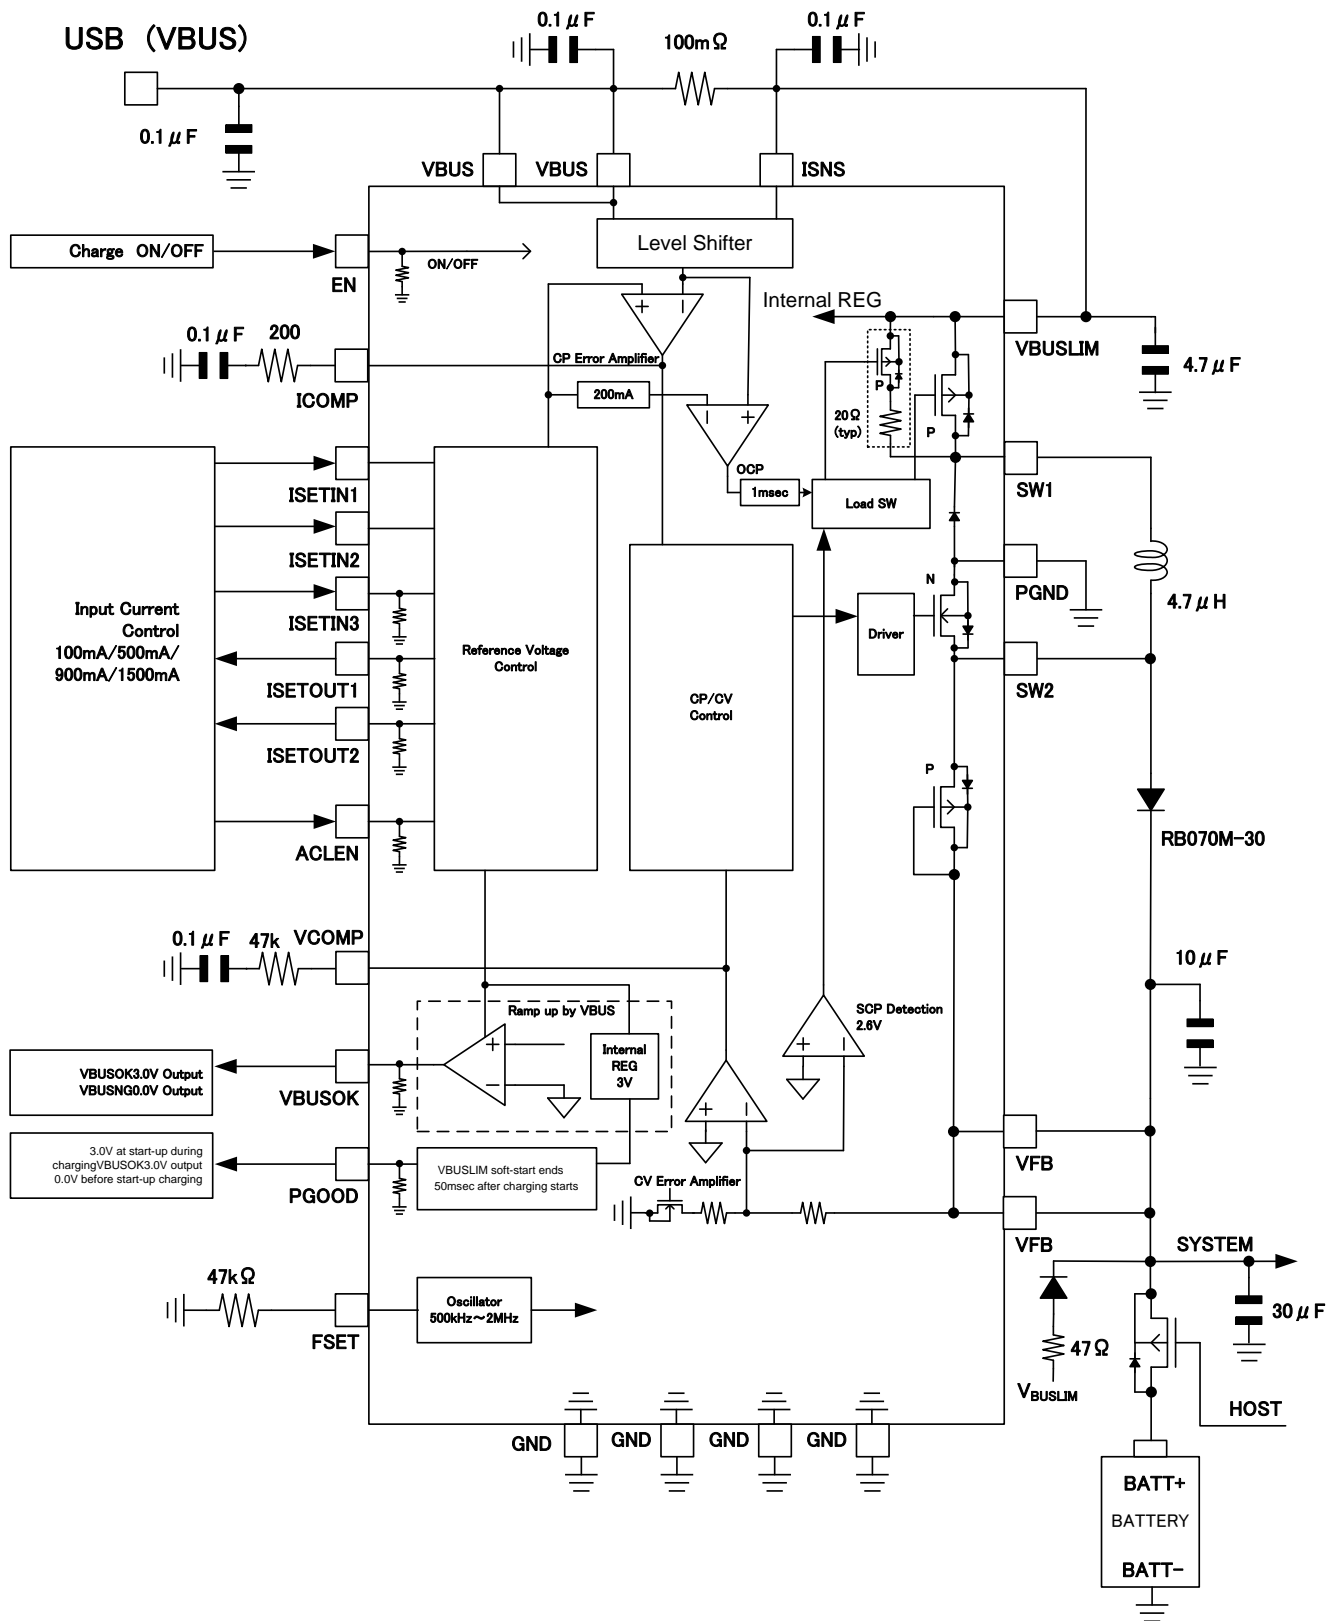 USB (VBUS)
0.1μF
100mΩ
0.1μF
0.1μF
VBUS
VBUS
ISNS
Charge ON/OFF
EN
ON/OFF
Level Shifter
Internal REG
VBUSLIM
4.7μF
0.1μF
200
ICOMP
CP Error Amplifier
200mA
OCP
1msec
Load SW
P
20Ω
(typ)
P
SW1
ISETIN1
ISETIN2
ISETIN3
ISETOUT1
ISETOUT2
ACLEN
Input Current
Control
100mA/500mA/
900mA/1500mA
Reference Voltage
Control
CP/CV
Control
Driver
N
PGND
4.7μH
SW2
P
RB070M-30
0.1μF
47k
VCOMP
10μF
Ramp up by VBUS
Internal
REG
3V
SCP Detection
2.6V
VBUSOK3.0V Output
VBUSNG0.0V Output
VBUSOK
3.0V at start-up during
chargingVBUSOK3.0V output
0.0V before start-up charging
PGOOD
VBUSLIM soft-start ends
50msec after charging starts
CV Error Amplifier
VFB
VFB
SYSTEM
47kΩ
FSET
Oscillator
500kHz～2MHz
30μF
47Ω
VBUSLIM
HOST
GND
GND
GND
GND
BATT+
BATTERY
BATT-
+
−
−
+
+
−
+
−
+
−